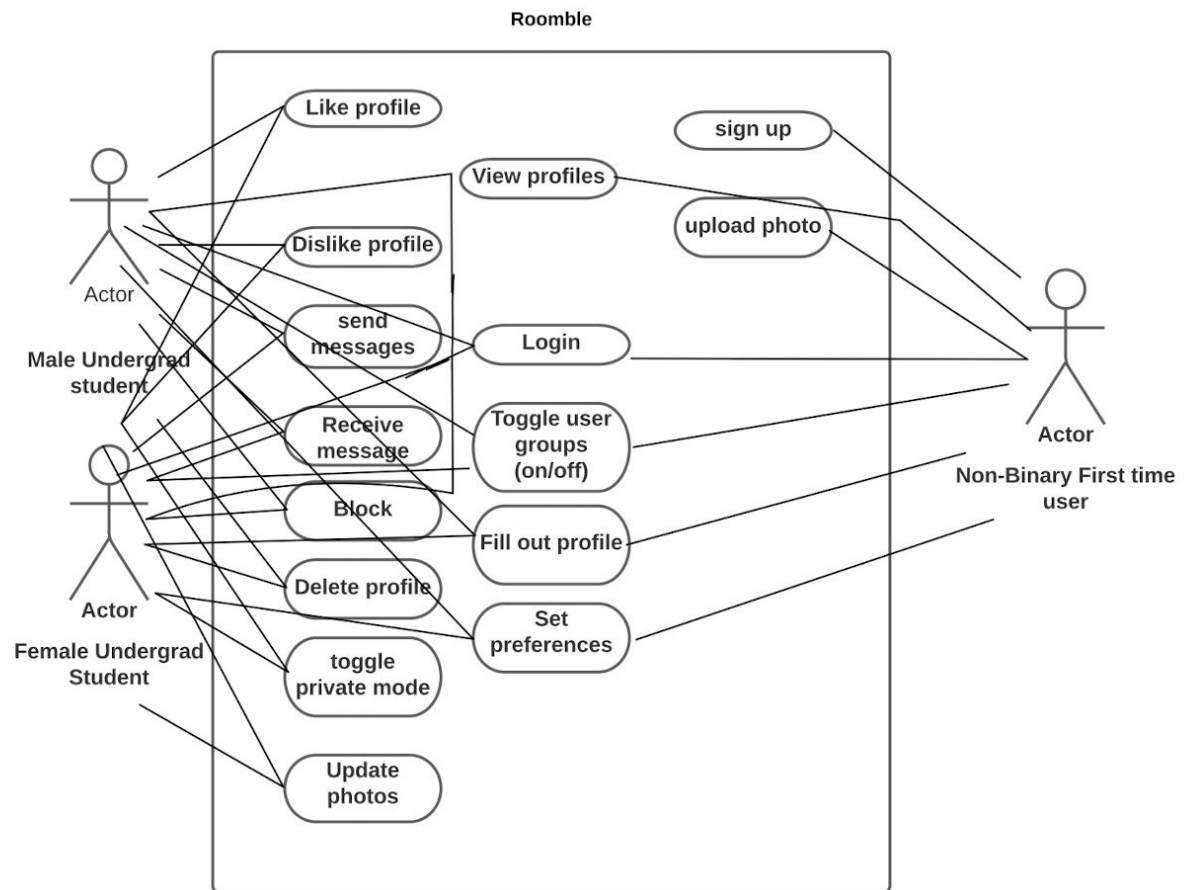 Roomble
Like profile
sign up
View profiles
upload photo
Dislike profile
Actor
send
messages
Login
Male Undergrad
student
Receive
message
Toggle user
groups
(on/off)
Actor
Non-Binary First time
user
Block
Fill out profile
Delete profile
Actor
Set
preferences
Female Undergrad
Student
toggle
private mode
Update
photos